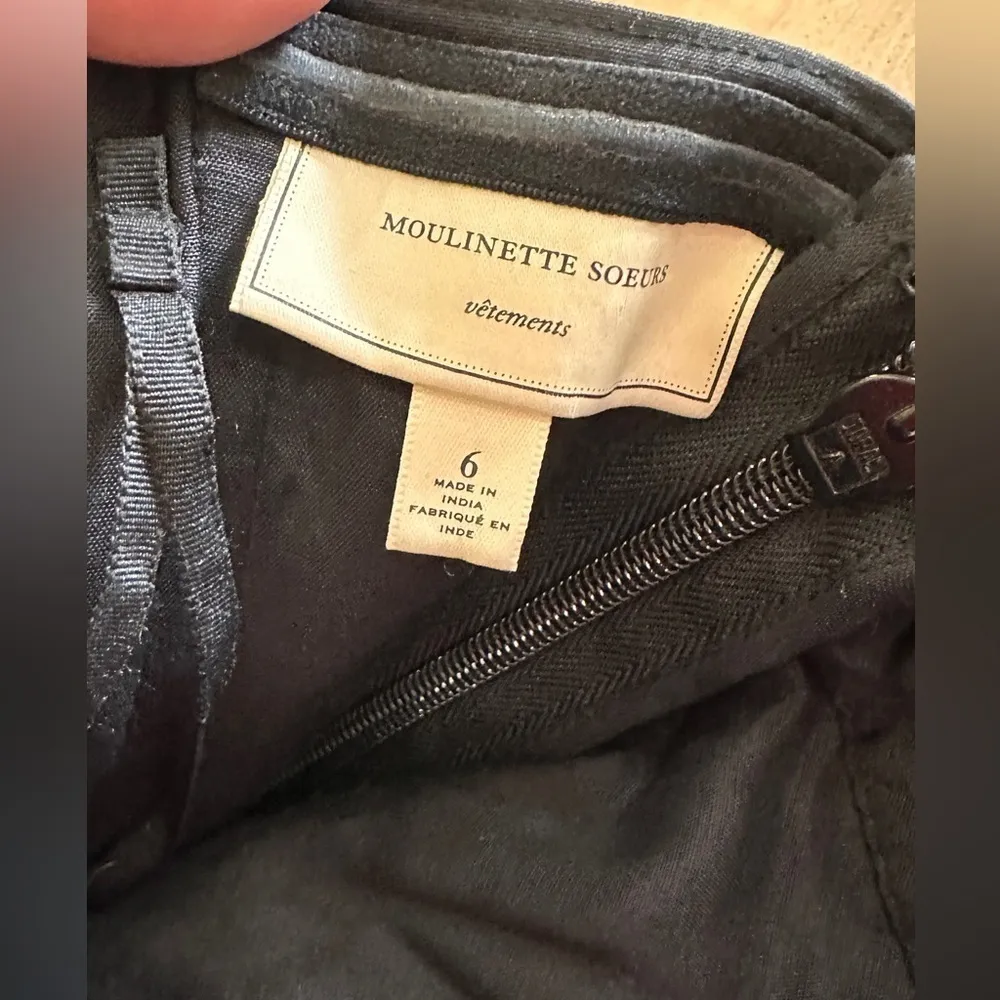 MOULINETTE SOEURS
vêtements
6
MADE IN
INDIA
FABRIQUÉ EN
INDE